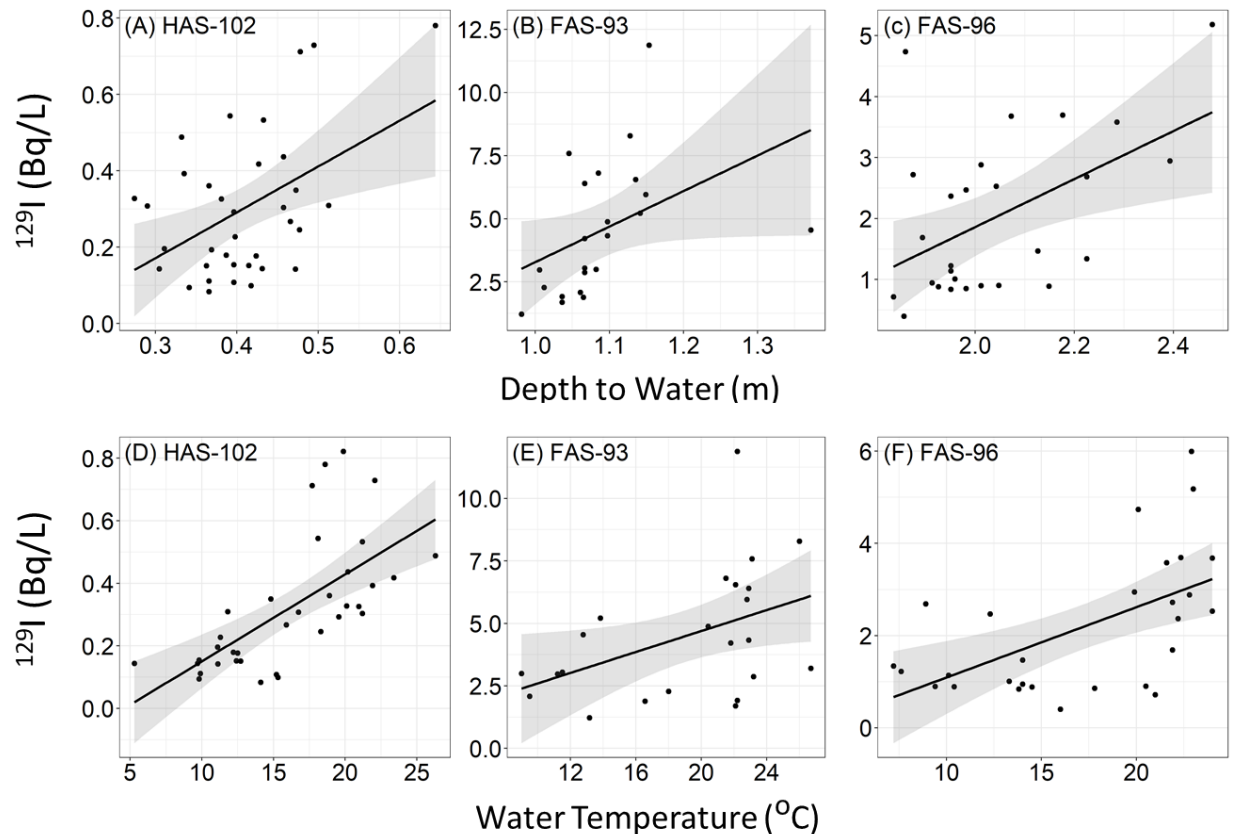 (A) HAS-102
(B) FAS-93
(c) FAS-96
129I (Bq/L)
0.8
0.6
0.4
0.2
0.0
12.5
10.0
7.5
5.0
2.5
5
4
3
2
1
0.3 0.4 0.5 0.6
1.0 1.1 1.2 1.3
2.0 2.2 2.4
Depth to Water (m)
(D) HAS-102
(E) FAS-93
(F) FAS-96
129I (Bq/L)
0.8
0.6
0.4
0.2
0.0
10.0
7.5
5.0
2.5
0.0
6
4
2
0
5 10 15 20 25
12 16 20 24
10 15 20
Water Temperature (°C)